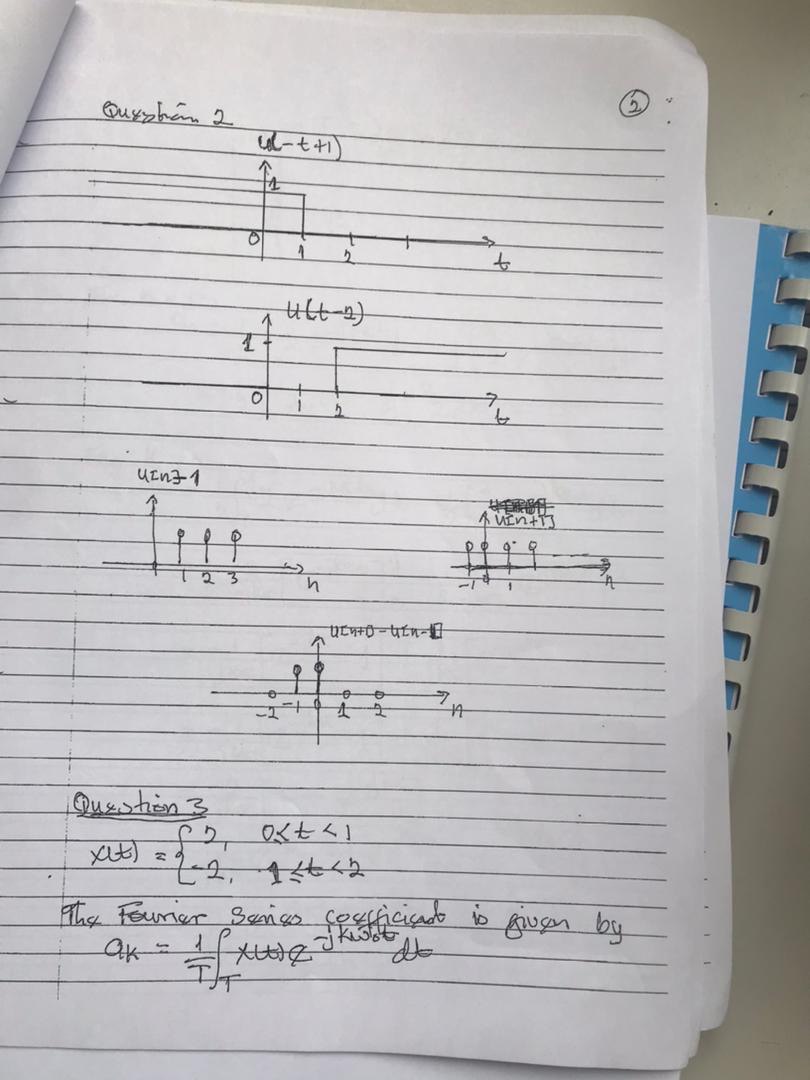 2
Question 2
u(-t+1)
1
0 1 2 t
u(t-2)
1
0 1 2 t
u[n]-1
1 2 3 n
u[n+1]
-1 0 1 n
u[n+1]-u[n-1]
-2 -1 0 1 2 n
Question 3
x(t) = { 2, 0≤t<1
-2, 1≤t<2
The Fourier Series coefficient is given by
ak = 1/T ∫T x(t) e^-jkω0t dt